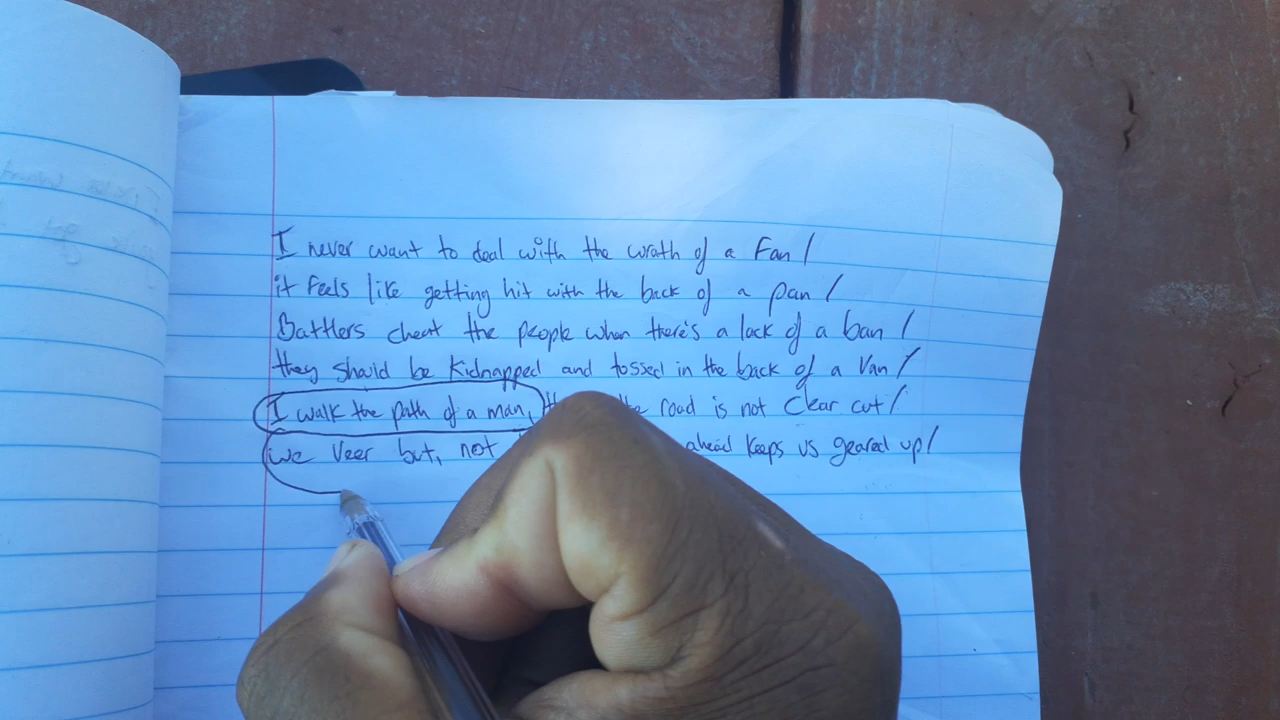 I never want to deal with the wrath of a Fan /
it feels like getting hit with the back of a pan /
Battlers cheat the people when there's a lack of a ban /
they should be kidnapped and tossed in the back of a Van /
I walk the path of a man, the road is not clear cut /
we veer but, not ahead keeps us geared up /